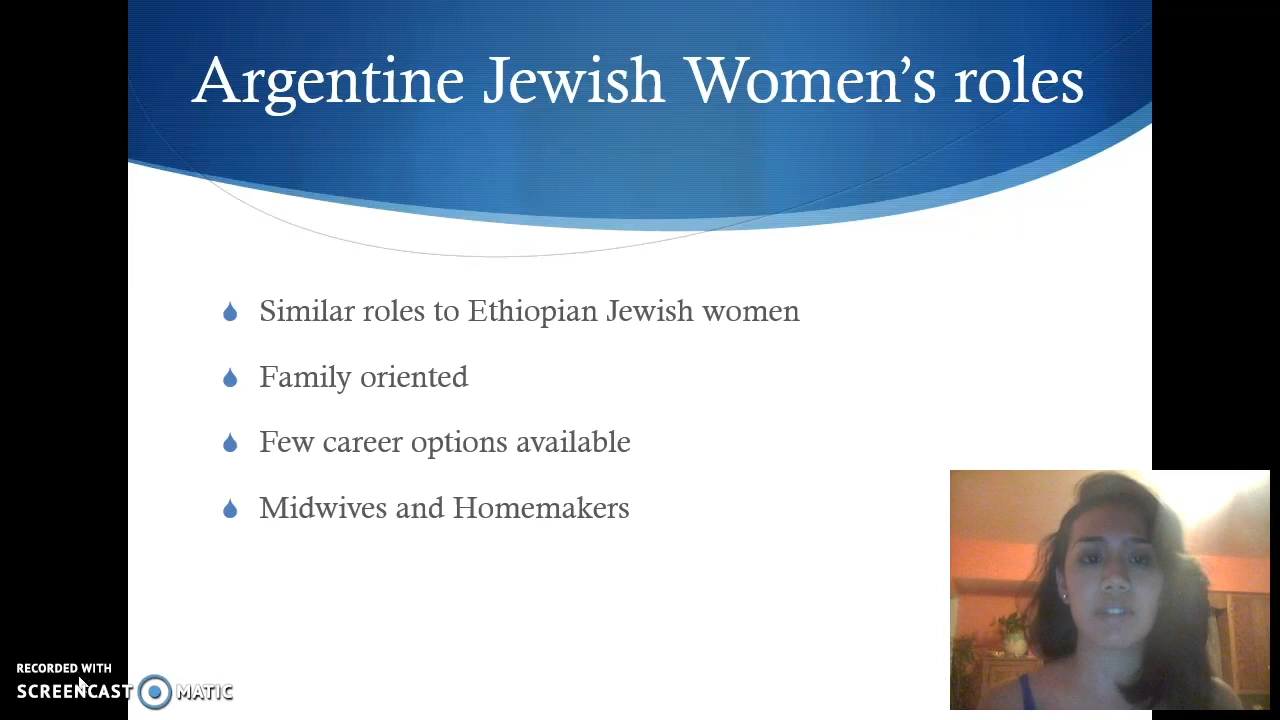 Argentine Jewish Women’s roles
Similar roles to Ethiopian Jewish women
Family oriented
Few career options available
Midwives and Homemakers
RECORDED WITH
SCREENCAST MATIC